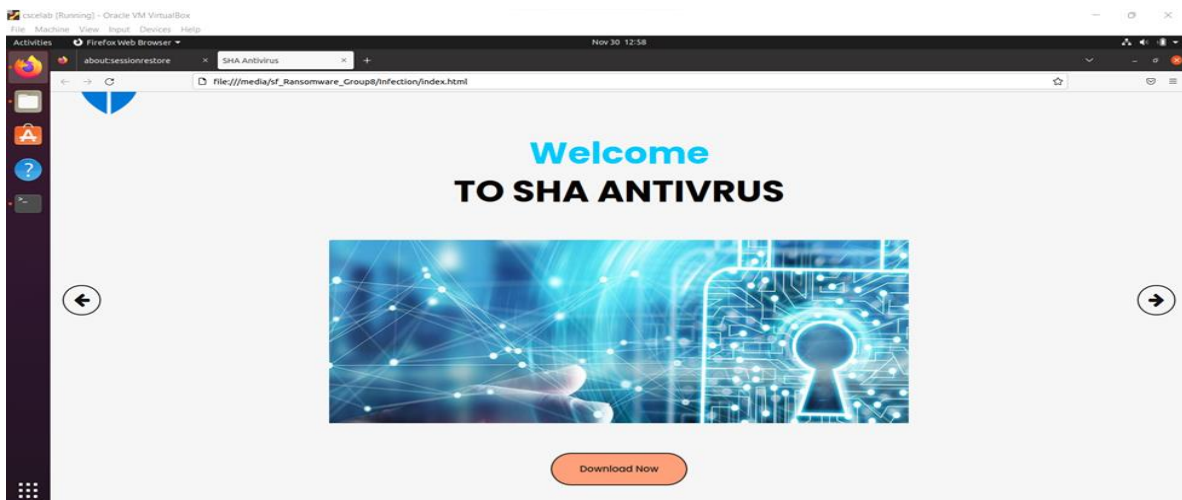 cscelab [Running] - Oracle VM VirtualBox
File Machine View Input Devices Help
Activities Firefox Web Browser Nov 30 12:58
about:sessionrestore × SHA Antivirus × +
file:///media/sf_Ransomware_Group8/Infection/index.html
Welcome
TO SHA ANTIVRUS
Download Now